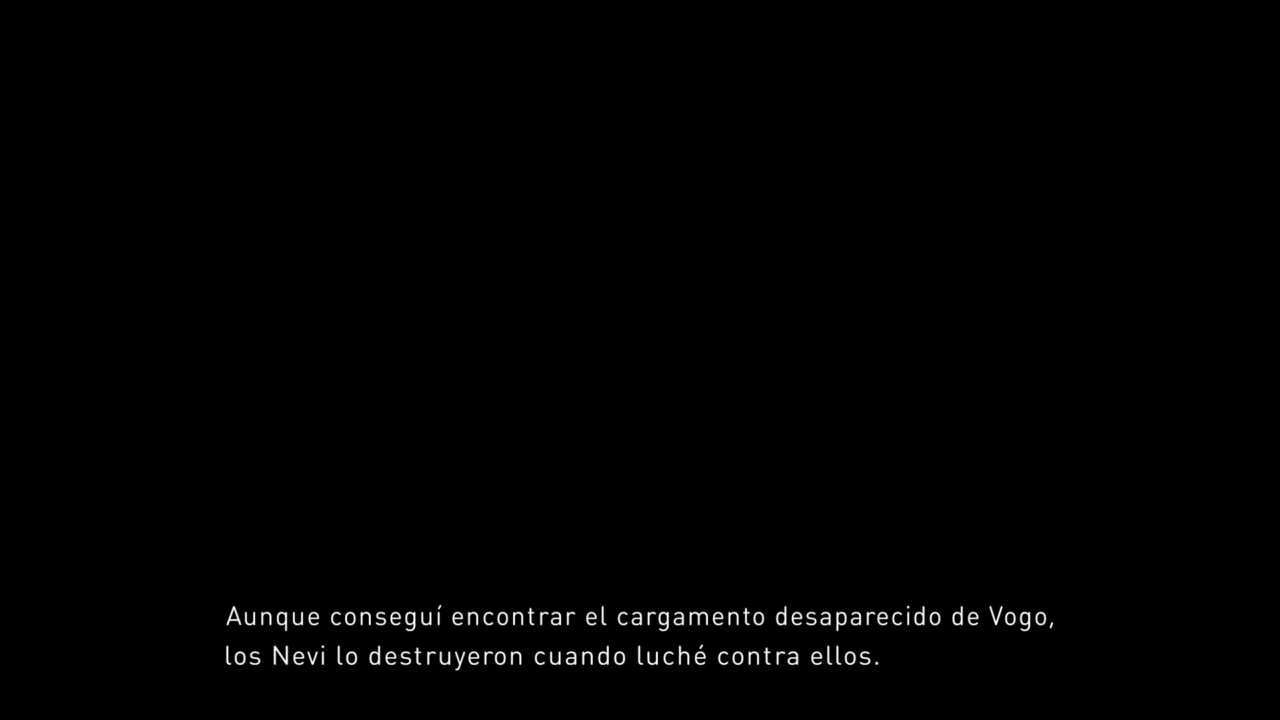 Aunque conseguí encontrar el cargamento desaparecido de Vogo,
los Nevi lo destruyeron cuando luché contra ellos.